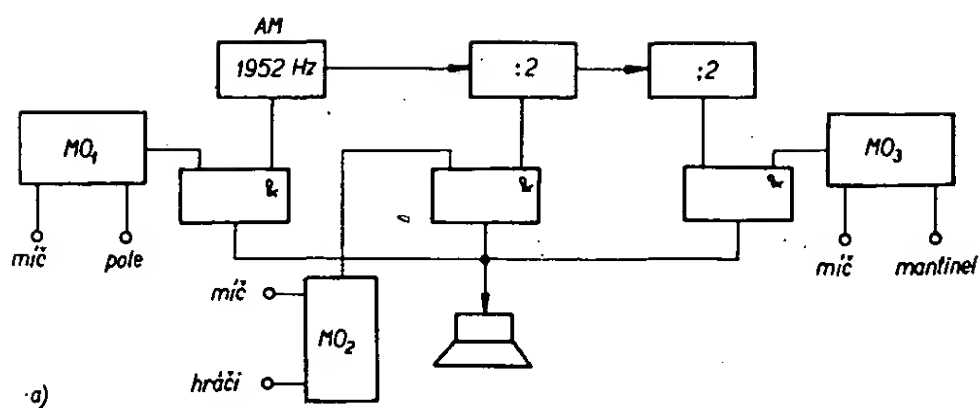 AM
1952 Hz
:2
:2
MO₁
&
&
&
MO₃
míč
pole
míč
mantinel
míč
MO₂
hráči
a)